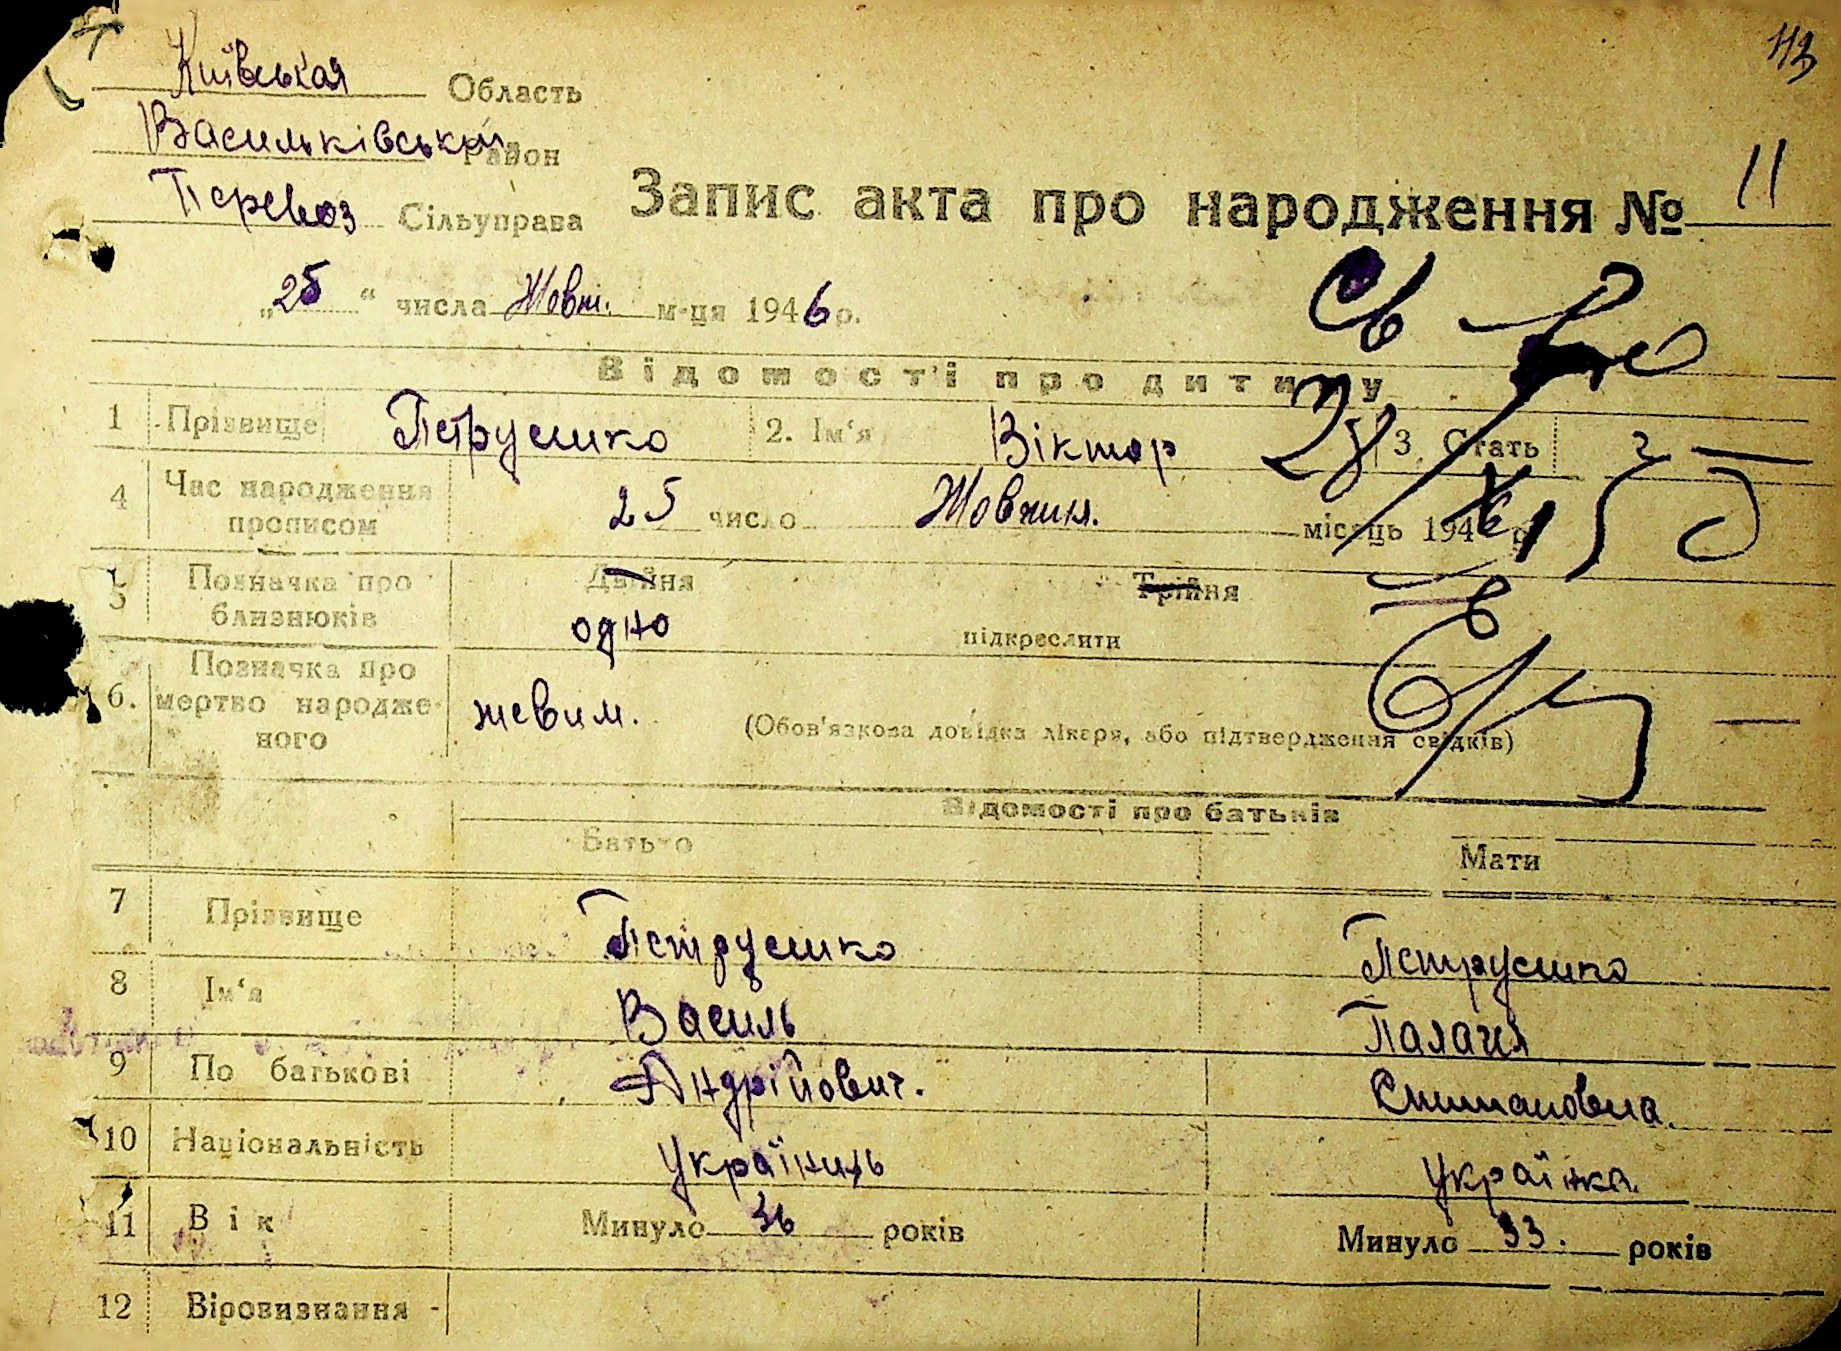 113
Київськая Область
Васильківський Район
Перевоз Сільуправа
Запис акта про народження № 11
„25“ числа Жовт. м-ця 1946 р.
Відомості про дитину
1 Прізвище Петрушко 2. Ім'я Віктор 3. Стать
4 Час народження прописом 25 число Жовтня. місяць 1946 р.
5 Позначка про близнюків Двійня Трійня
одно підкреслити
6. Позначка про мертво народженого живим. (Обов'язкова довідка лікаря, або підтвердження свідків)
Відомості про батьків
Батько Мати
7 Прізвище Петрушко Петрушко
8 Ім'я Василь Палагія
9 По батькові Андрійович. Степановна.
10 Національність Українець Українка.
11 Вік Минуло 36 років Минуло 33. років
12 Віровизнання